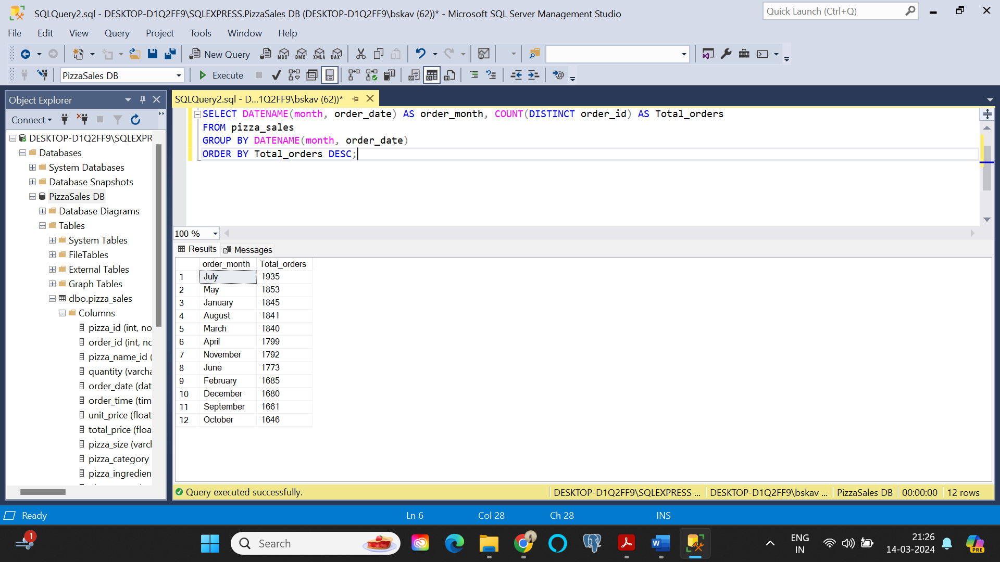 SQLQuery2.sql - DESKTOP-D1Q2FF9\SQLEXPRESS.PizzaSales DB (DESKTOP-D1Q2FF9\bskav (62))* - Microsoft SQL Server Management Studio
Quick Launch (Ctrl+Q)
File Edit View Query Project Tools Window Help
New Query MDX DMX XMLA DAX
PizzaSales DB Execute
Object Explorer
SQLQuery2.sql - D...1Q2FF9\bskav (62))*
Connect
DESKTOP-D1Q2FF9\SQLEXPR
Databases
System Databases
Database Snapshots
PizzaSales DB
Database Diagrams
Tables
System Tables
FileTables
External Tables
Graph Tables
dbo.pizza_sales
Columns
pizza_id (int, no
order_id (int, nc
pizza_name_id (
quantity (varcha
order_date (dat
order_time (tim
unit_price (float
total_price (floa
pizza_size (varcl
pizza_category
pizza_ingredien
SELECT DATENAME(month, order_date) AS order_month, COUNT(DISTINCT order_id) AS Total_orders
FROM pizza_sales
GROUP BY DATENAME(month, order_date)
ORDER BY Total_orders DESC;
100 %
Results Messages
order_month Total_orders
1 July 1935
2 May 1853
3 January 1845
4 August 1841
5 March 1840
6 April 1799
7 November 1792
8 June 1773
9 February 1685
10 December 1680
11 September 1661
12 October 1646
Query executed successfully.
DESKTOP-D1Q2FF9\SQLEXPRESS ... DESKTOP-D1Q2FF9\bskav ... PizzaSales DB 00:00:00 12 rows
Ready Ln 6 Col 28 Ch 28 INS
1
Search
ENG
IN
21:26
14-03-2024
PRE